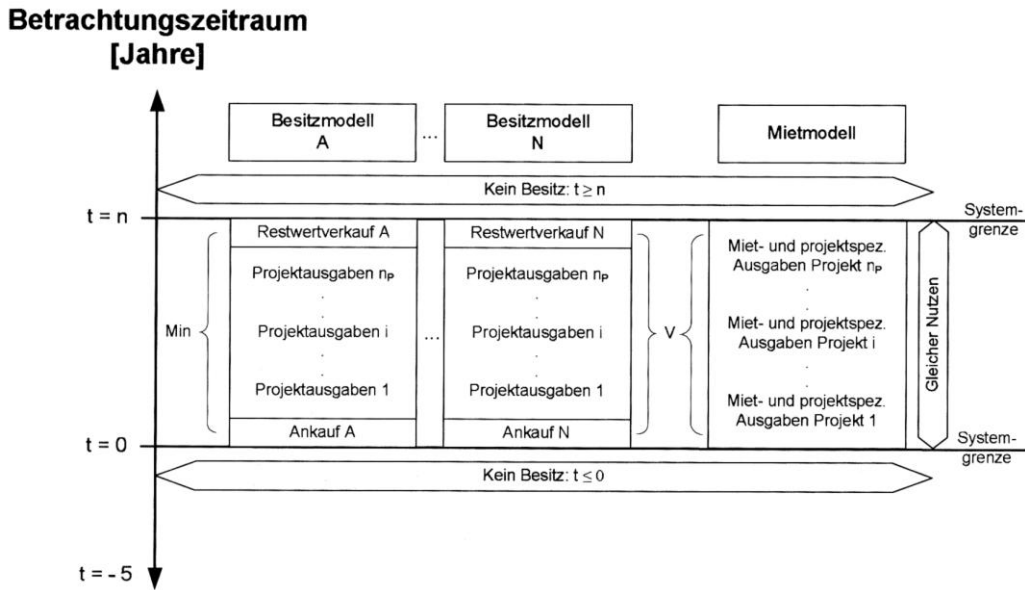 Betrachtungszeitraum
[Jahre]
Besitzmodell
A
...
Besitzmodell
N
Mietmodell
Kein Besitz: t ≥ n
t = n
System-
grenze
Restwertverkauf A
Restwertverkauf N
Projektausgaben nP
.
.
Projektausgaben i
.
.
Projektausgaben 1
Ankauf A
Min
...
Projektausgaben nP
.
.
Projektausgaben i
.
.
Projektausgaben 1
Ankauf N
V
Miet- und projektspez.
Ausgaben Projekt nP
.
.
Miet- und projektspez.
Ausgaben Projekt i
.
.
Miet- und projektspez.
Ausgaben Projekt 1
Gleicher Nutzen
t = 0
System-
grenze
Kein Besitz: t ≤ 0
t = - 5